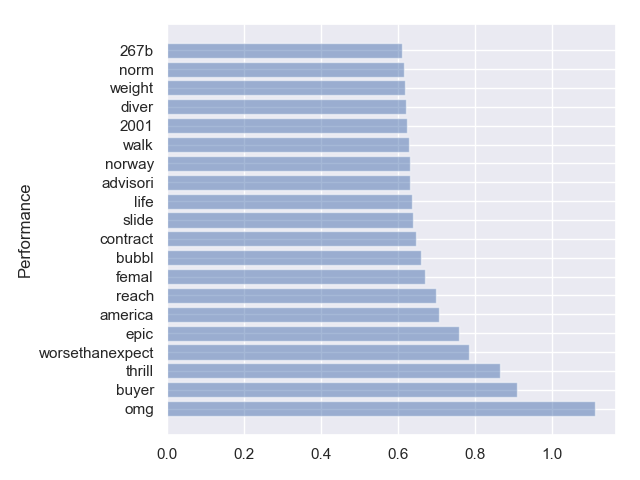 267b
norm
weight
diver
2001
walk
norway
advisori
life
slide
contract
bubbl
femal
reach
america
epic
worsethanexpect
thrill
buyer
omg
Performance
0.0 0.2 0.4 0.6 0.8 1.0